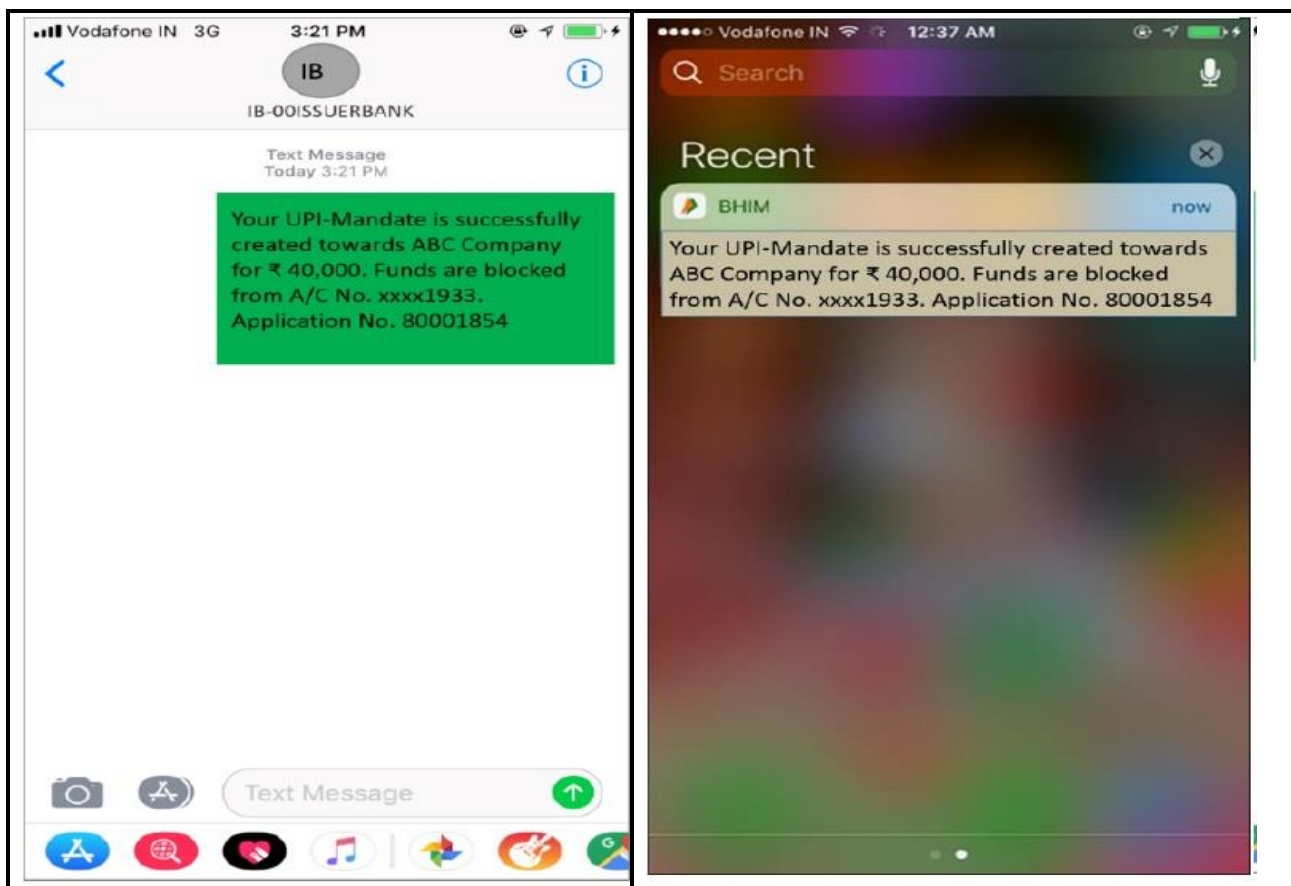 Vodafone IN 3G 3:21 PM
IB
IB-00ISSUERBANK
Text Message
Today 3:21 PM
Your UPI-Mandate is successfully
created towards ABC Company
for ₹ 40,000. Funds are blocked
from A/C No. xxxx1933.
Application No. 80001854
Text Message
Vodafone IN 12:37 AM
Search
Recent
BHIM now
Your UPI-Mandate is successfully created towards
ABC Company for ₹ 40,000. Funds are blocked
from A/C No. xxxx1933. Application No. 80001854